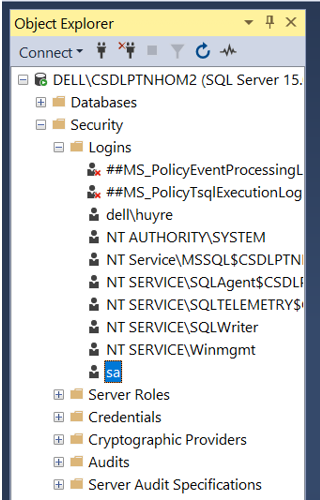 Object Explorer
Connect
DELL\CSDLPTNHOM2 (SQL Server 15.
Databases
Security
Logins
##MS_PolicyEventProcessingL
##MS_PolicyTsqlExecutionLog
dell\huyre
NT AUTHORITY\SYSTEM
NT Service\MSSQL$CSDLPTN
NT SERVICE\SQLAgent$CSDLP
NT SERVICE\SQLTELEMETRY$
NT SERVICE\SQLWriter
NT SERVICE\Winmgmt
sa
Server Roles
Credentials
Cryptographic Providers
Audits
Server Audit Specifications